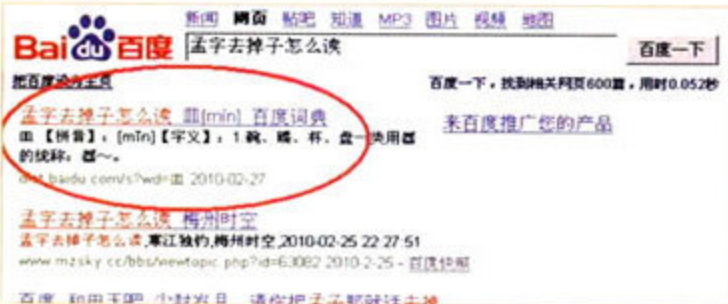 新闻 网页 贴吧 知道 MP3 图片 视频 地图
Bai du 百度 孟字去掉子怎么读 百度一下
把百度设为主页 百度一下，找到相关网页600篇，用时0.052秒
孟字去掉子怎么读 皿[mǐn] 百度词典
皿 【拼音】：[mǐn]【字义】：1.碗、碟、杯、盘一类用器
的统称：器～。
dict.baidu.com/s?wd=皿 2010-02-27
来百度推广您的产品
孟字去掉子怎么读 梅州时空
孟字去掉子怎么读,寒江独钓,梅州时空,2010-02-25 22:27:51
www.mzsky.cc/bbs/viewtopic.php?id=63082 2010-2-25 - 百度快照